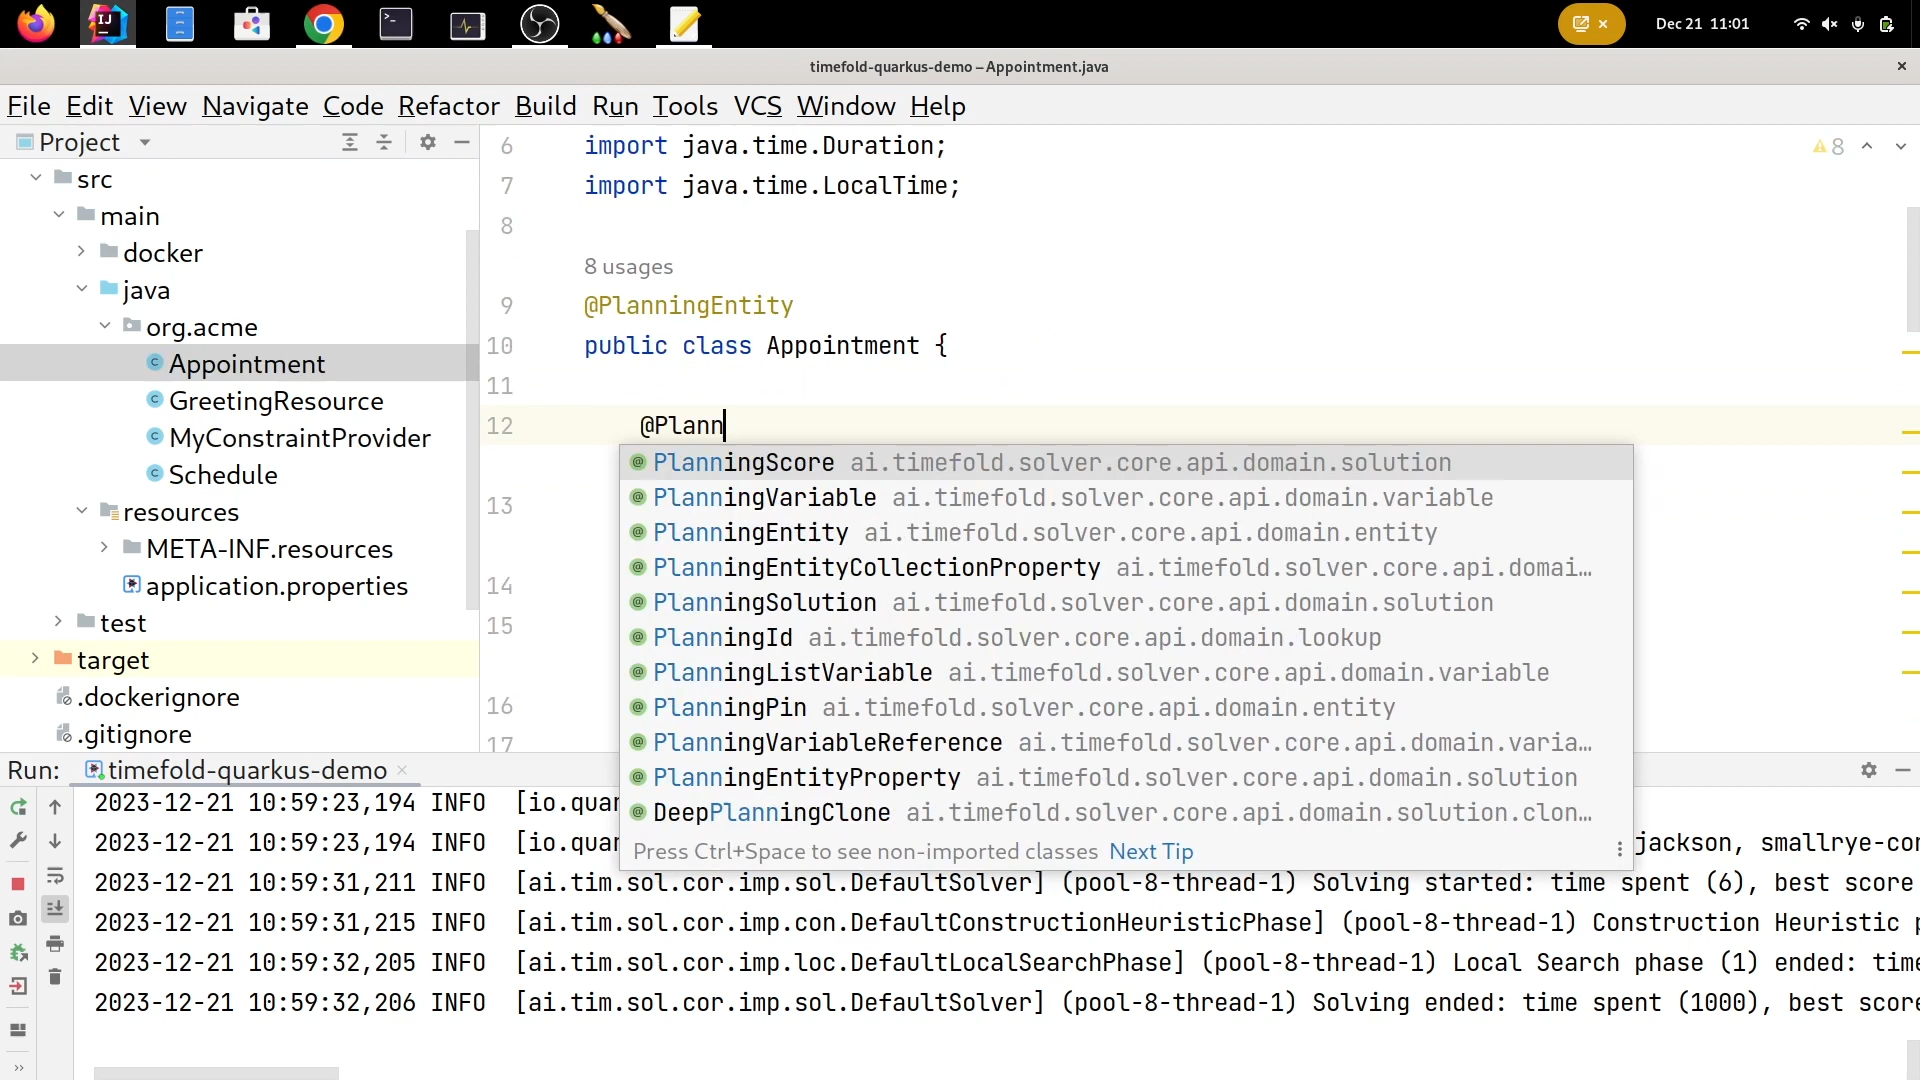 Dec 21 11:01
timefold-quarkus-demo – Appointment.java
File Edit View Navigate Code Refactor Build Run Tools VCS Window Help
Project
src
main
docker
java
org.acme
Appointment
GreetingResource
MyConstraintProvider
Schedule
resources
META-INF.resources
application.properties
test
target
.dockerignore
.gitignore
8
6 import java.time.Duration;
7 import java.time.LocalTime;
8
8 usages
9 @PlanningEntity
10 public class Appointment {
11
12 @Plann
13
14
15
16
17
PlanningScore ai.timefold.solver.core.api.domain.solution
PlanningVariable ai.timefold.solver.core.api.domain.variable
PlanningEntity ai.timefold.solver.core.api.domain.entity
PlanningEntityCollectionProperty ai.timefold.solver.core.api.domai…
PlanningSolution ai.timefold.solver.core.api.domain.solution
PlanningId ai.timefold.solver.core.api.domain.lookup
PlanningListVariable ai.timefold.solver.core.api.domain.variable
PlanningPin ai.timefold.solver.core.api.domain.entity
PlanningVariableReference ai.timefold.solver.core.api.domain.varia…
PlanningEntityProperty ai.timefold.solver.core.api.domain.solution
DeepPlanningClone ai.timefold.solver.core.api.domain.solution.clon…
Press Ctrl+Space to see non-imported classes Next Tip
Run: timefold-quarkus-demo
2023-12-21 10:59:23,194 INFO [io.quar
2023-12-21 10:59:23,194 INFO [io.quar jackson, smallrye-con
2023-12-21 10:59:31,211 INFO [ai.tim.sol.cor.imp.sol.DefaultSolver] (pool-8-thread-1) Solving started: time spent (6), best score
2023-12-21 10:59:31,215 INFO [ai.tim.sol.cor.imp.con.DefaultConstructionHeuristicPhase] (pool-8-thread-1) Construction Heuristic p
2023-12-21 10:59:32,205 INFO [ai.tim.sol.cor.imp.loc.DefaultLocalSearchPhase] (pool-8-thread-1) Local Search phase (1) ended: time
2023-12-21 10:59:32,206 INFO [ai.tim.sol.cor.imp.sol.DefaultSolver] (pool-8-thread-1) Solving ended: time spent (1000), best score